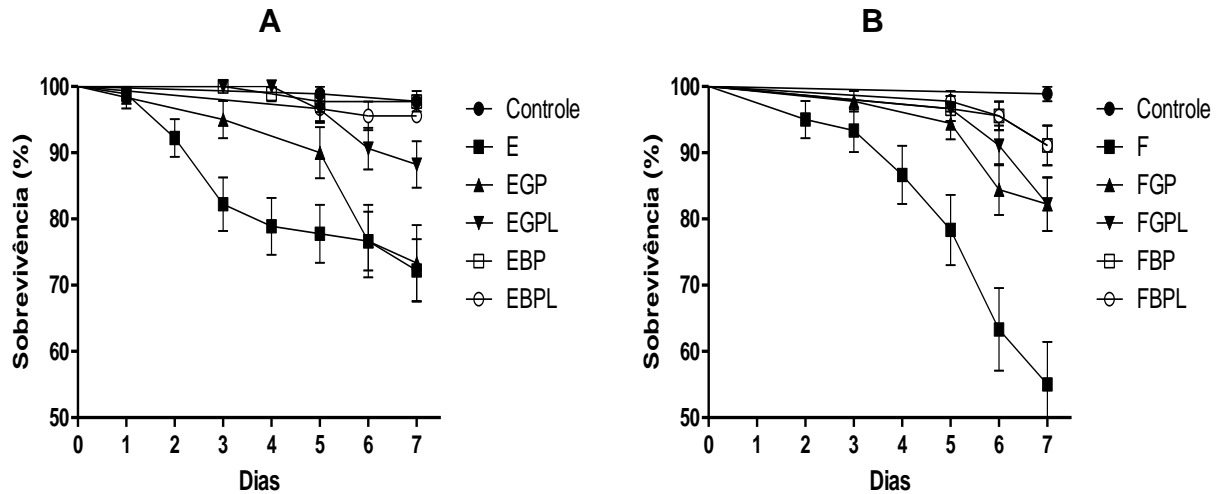 A
Sobrevivência (%)
100
90
80
70
60
50
0 1 2 3 4 5 6 7
Dias
Controle
E
EGP
EGPL
EBP
EBPL
B
Sobrevivência (%)
100
90
80
70
60
50
0 1 2 3 4 5 6 7
Dias
Controle
F
FGP
FGPL
FBP
FBPL